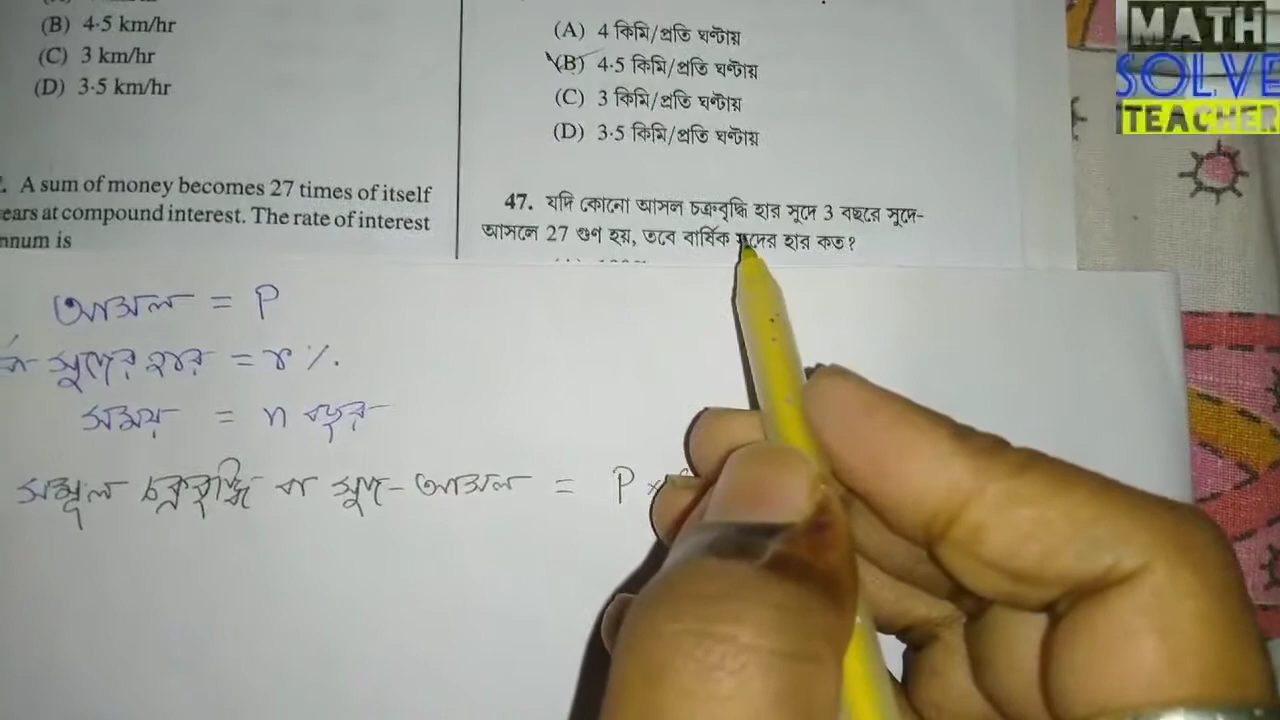 (B) 4·5 km/hr
(C) 3 km/hr
(D) 3·5 km/hr
. A sum of money becomes 27 times of itself
ears at compound interest. The rate of interest
nnum is
(A) 4 কিমি/প্রতি ঘণ্টায়
(B) 4·5 কিমি/প্রতি ঘণ্টায়
(C) 3 কিমি/প্রতি ঘণ্টায়
(D) 3·5 কিমি/প্রতি ঘণ্টায়
47. যদি কোনো আসল চক্রবৃদ্ধি হার সুদে 3 বছরে সুদে-
আসলে 27 গুণ হয়, তবে বার্ষিক সুদের হার কত?
আসল = P
সুদের হার = r %.
সময় = n বছর
সমূল চক্রবৃদ্ধি বা সুদ-আসল = P ×
MATH
SOLVE
TEACHER